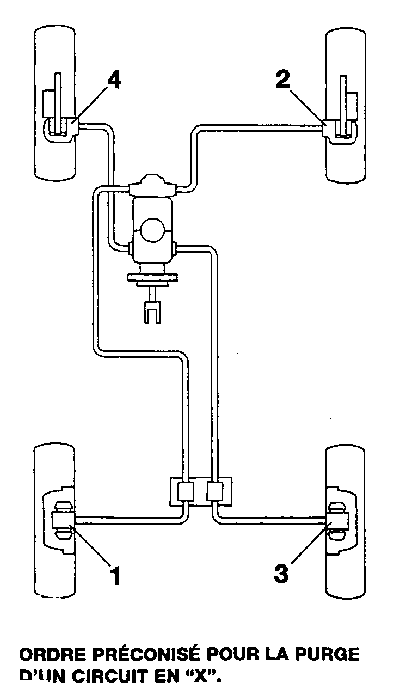 4 2
1 3
ORDRE PRÉCONISÉ POUR LA PURGE
D'UN CIRCUIT EN "X".